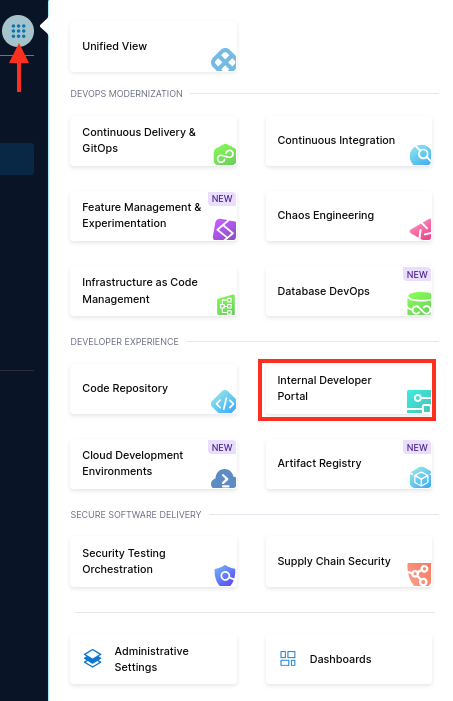 Unified View
DEVOPS MODERNIZATION
Continuous Delivery &
GitOps
Continuous Integration
NEW
Feature Management &
Experimentation
Chaos Engineering
Infrastructure as Code
Management
NEW
Database DevOps
DEVELOPER EXPERIENCE
Code Repository
Internal Developer
Portal
NEW
Cloud Development
Environments
NEW
Artifact Registry
SECURE SOFTWARE DELIVERY
Security Testing
Orchestration
Supply Chain Security
Administrative
Settings
Dashboards